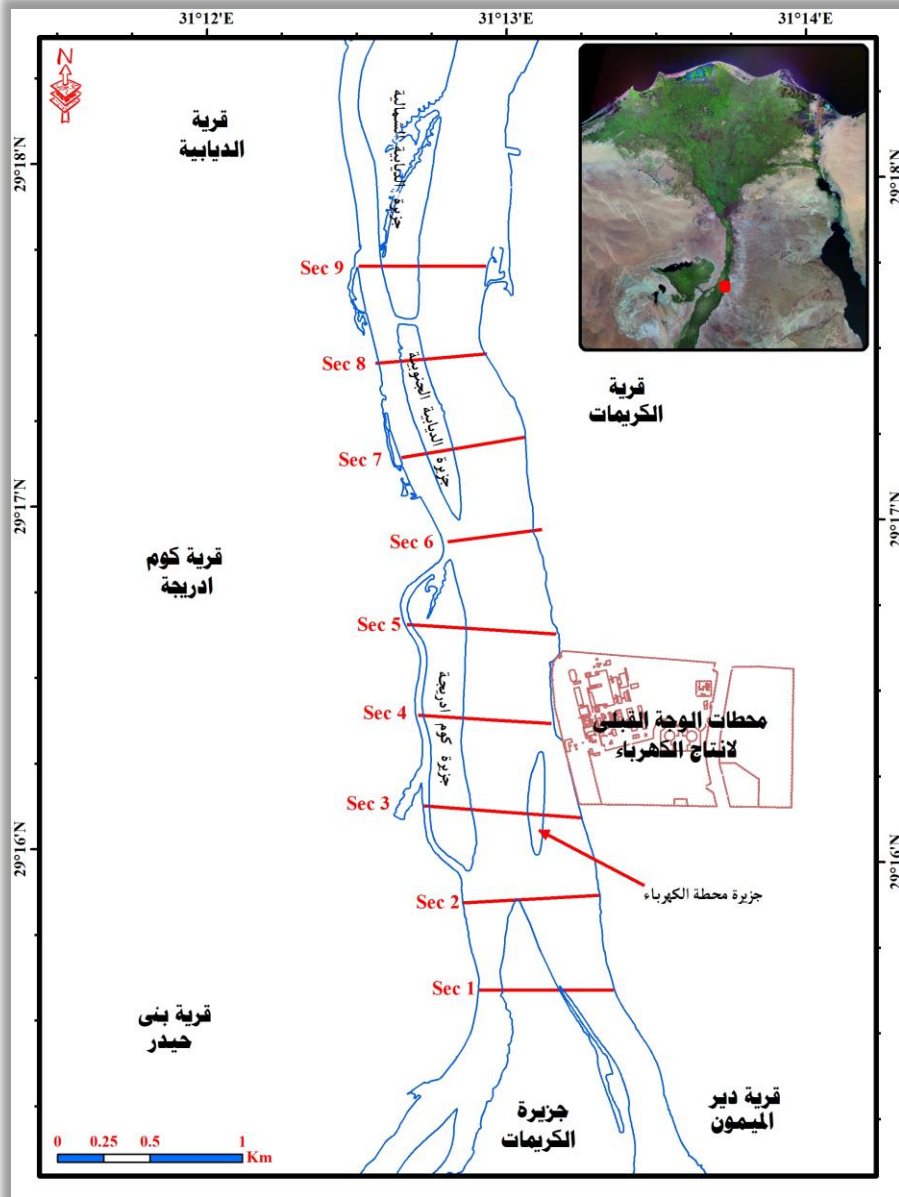 31°12'E
31°13'E
31°14'E
N
29°18'N
29°18'N
قرية
الديابية
جزيرة الديابية الشمالية
Sec 9
Sec 8
جزيرة الديابية الجنوبية
قرية
الكريمات
Sec 7
29°17'N
29°17'N
Sec 6
قرية كوم
ادريجة
Sec 5
جزيرة كوم ادريجة
Sec 4
محطات الوجة القبلى
لانتاج الكهرباء
Sec 3
29°16'N
29°16'N
Sec 2
جزيرة محطة الكهرباء
Sec 1
قرية بنى
حيدر
جزيرة
الكريمات
قرية دير
الميمون
0 0.25 0.5 1
Km